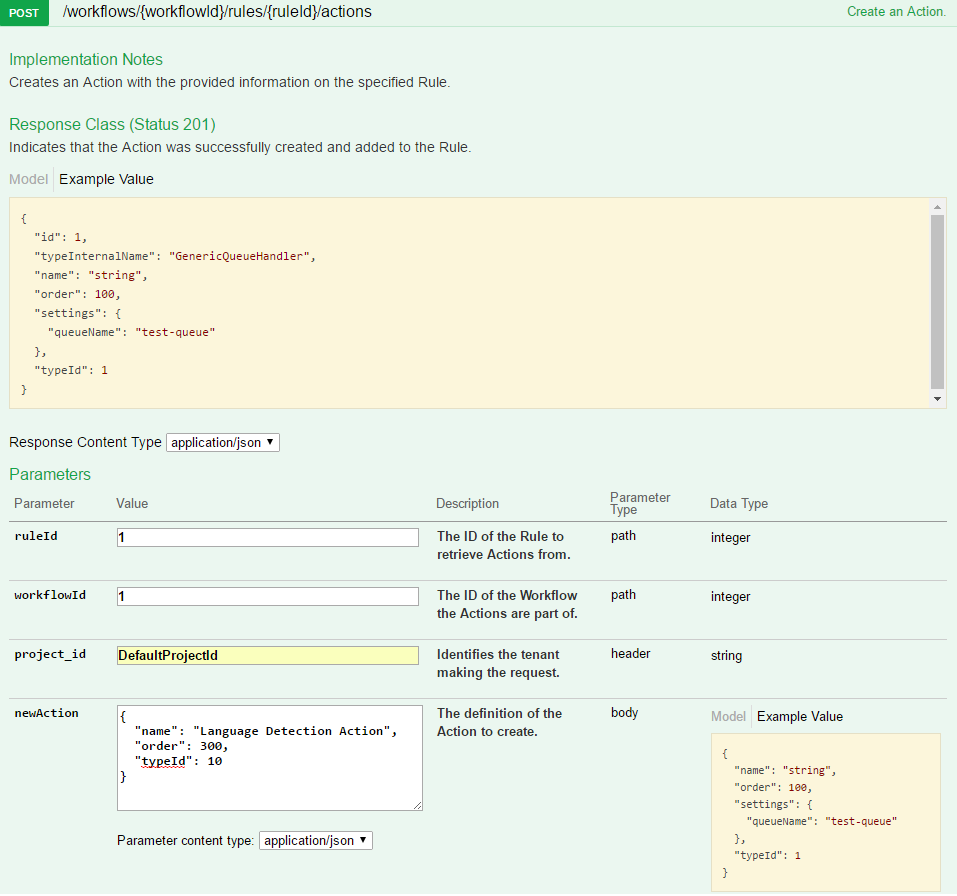 POST /workflows/{workflowId}/rules/{ruleId}/actions Create an Action.
Implementation Notes
Creates an Action with the provided information on the specified Rule.
Response Class (Status 201)
Indicates that the Action was successfully created and added to the Rule.
Model Example Value
{
  "id": 1,
  "typeInternalName": "GenericQueueHandler",
  "name": "string",
  "order": 100,
  "settings": {
    "queueName": "test-queue"
  },
  "typeId": 1
}
Response Content Type application/json
Parameters
Parameter Value Description Parameter Type Data Type
ruleId 1 The ID of the Rule to retrieve Actions from. path integer
workflowId 1 The ID of the Workflow the Actions are part of. path integer
project_id DefaultProjectId Identifies the tenant making the request. header string
newAction
{
  "name": "Language Detection Action",
  "order": 300,
  "typeId": 10
}
Parameter content type: application/json
The definition of the
Action to create.
body
Model Example Value
{
  "name": "string",
  "order": 100,
  "settings": {
    "queueName": "test-queue"
  },
  "typeId": 1
}